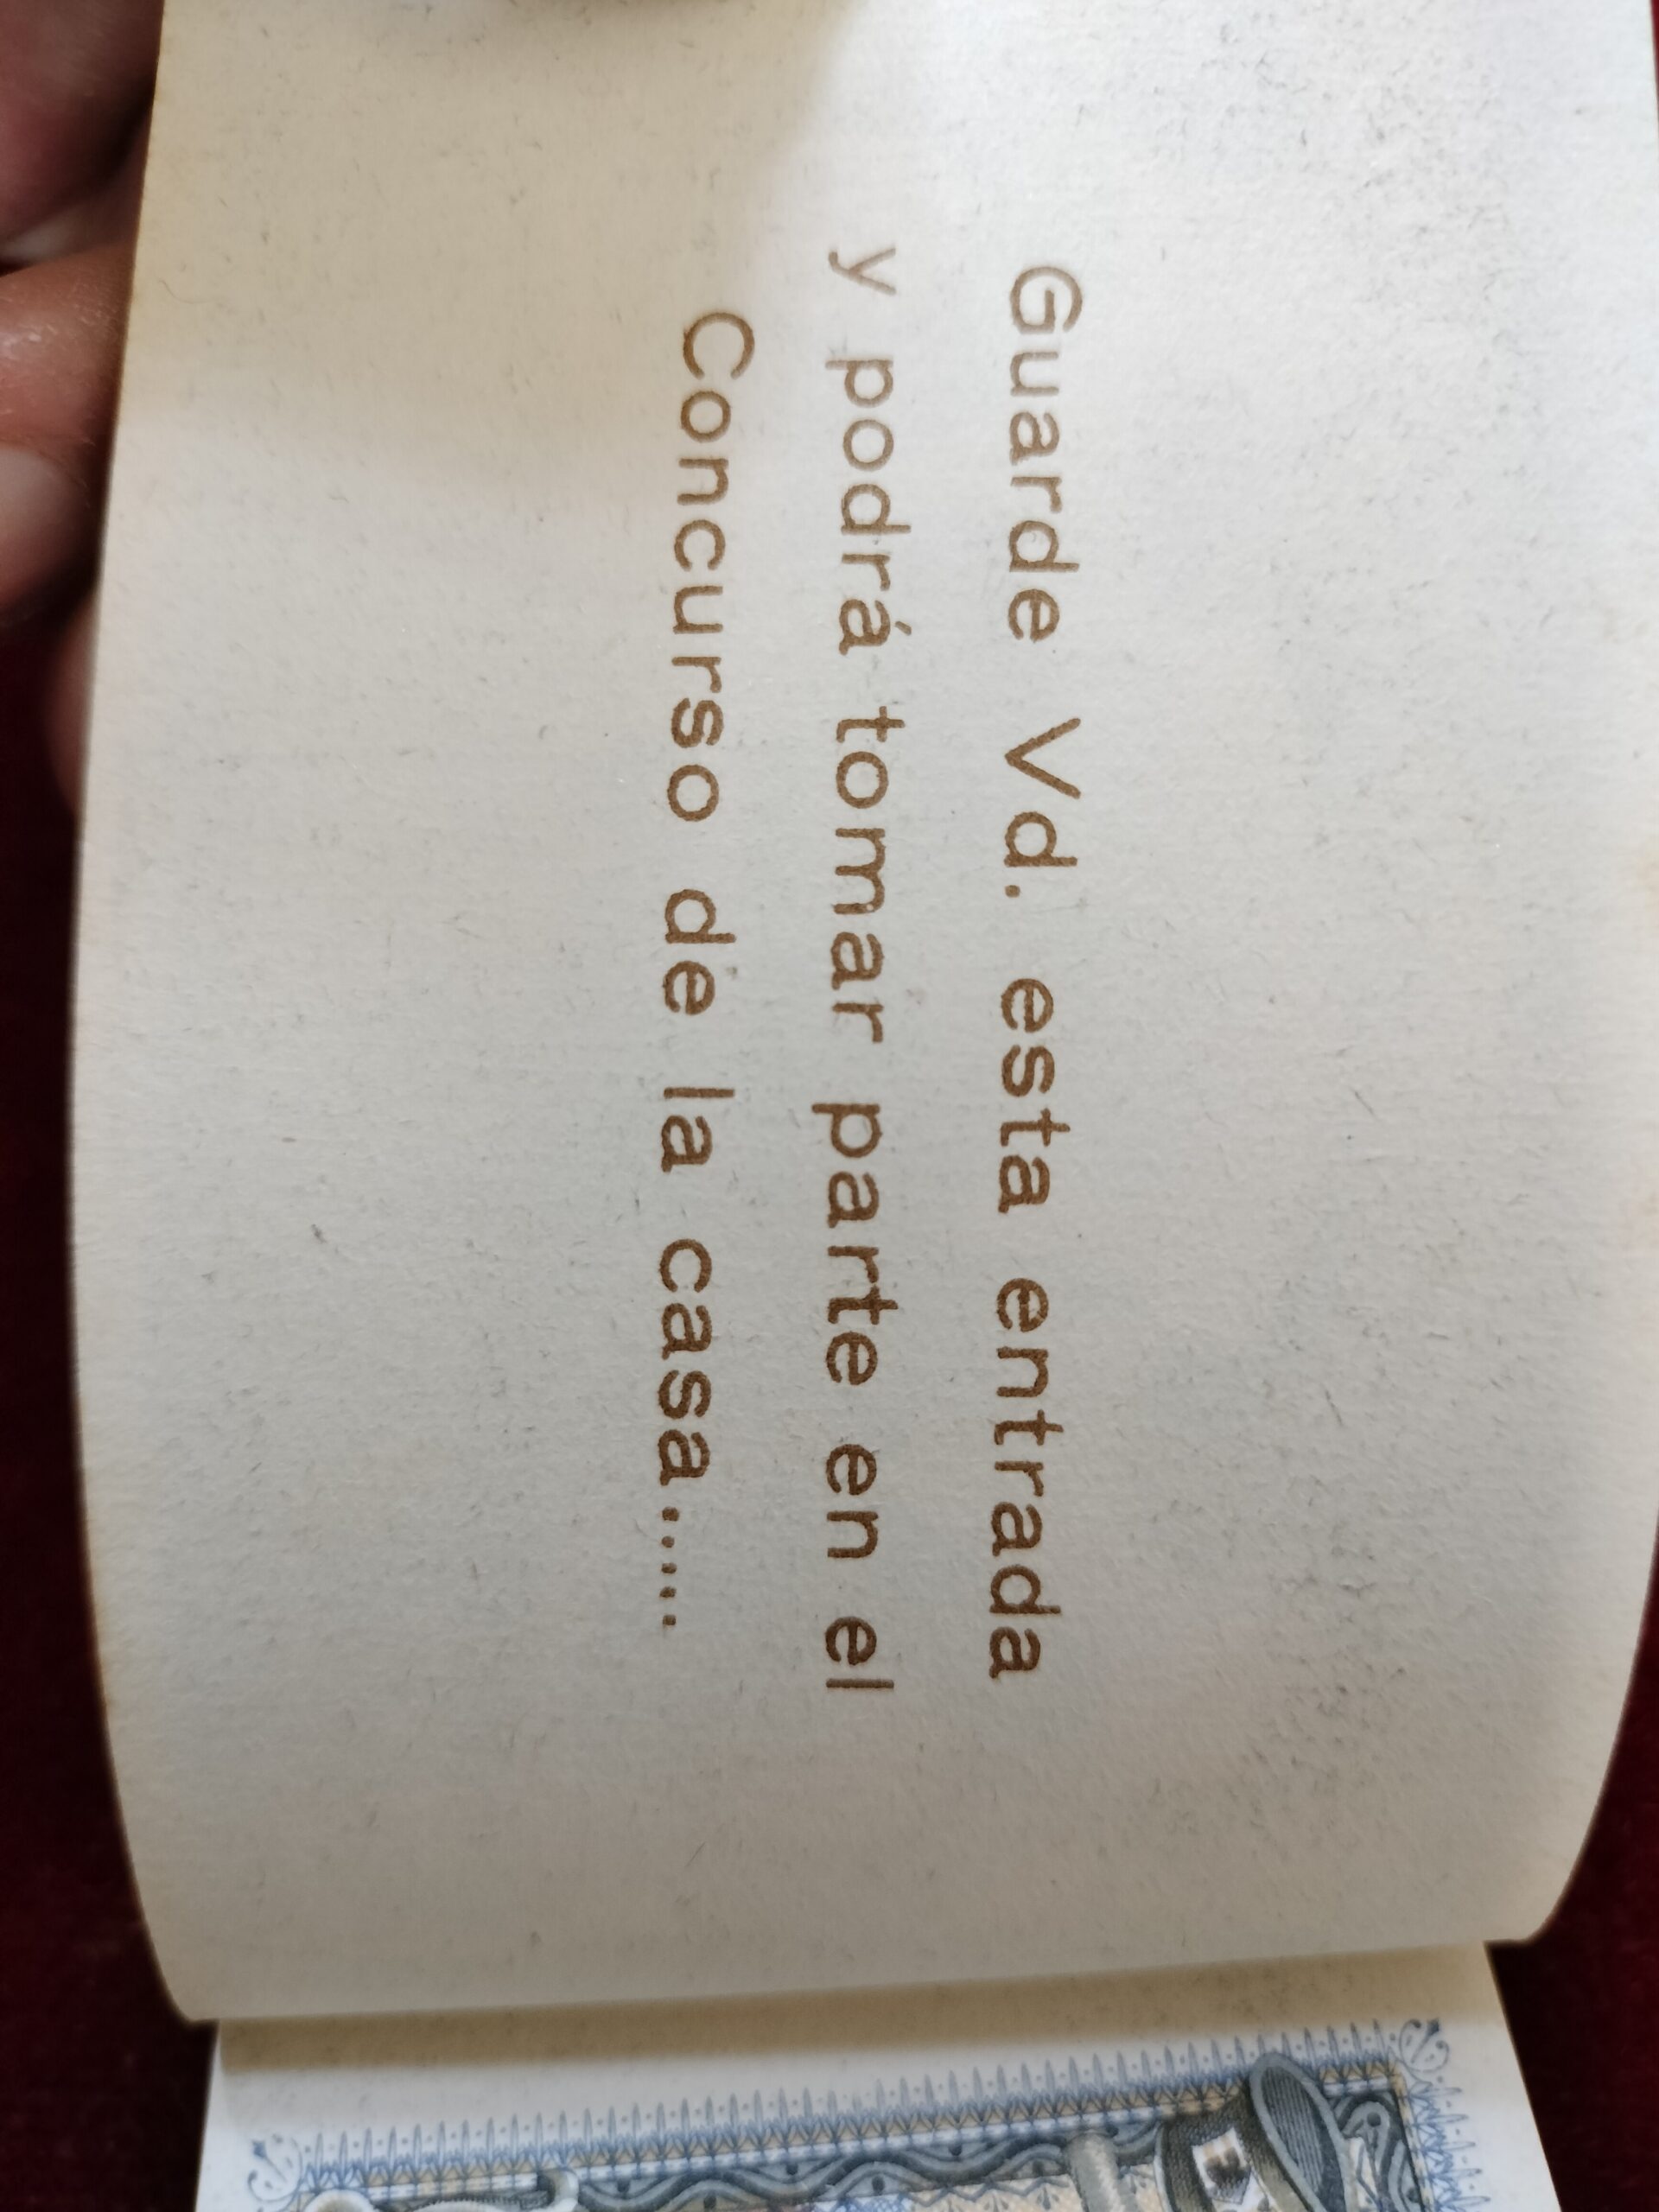 Guarde Vd. esta entrada
y podrá tomar parte en el
Concurso de la casa.....